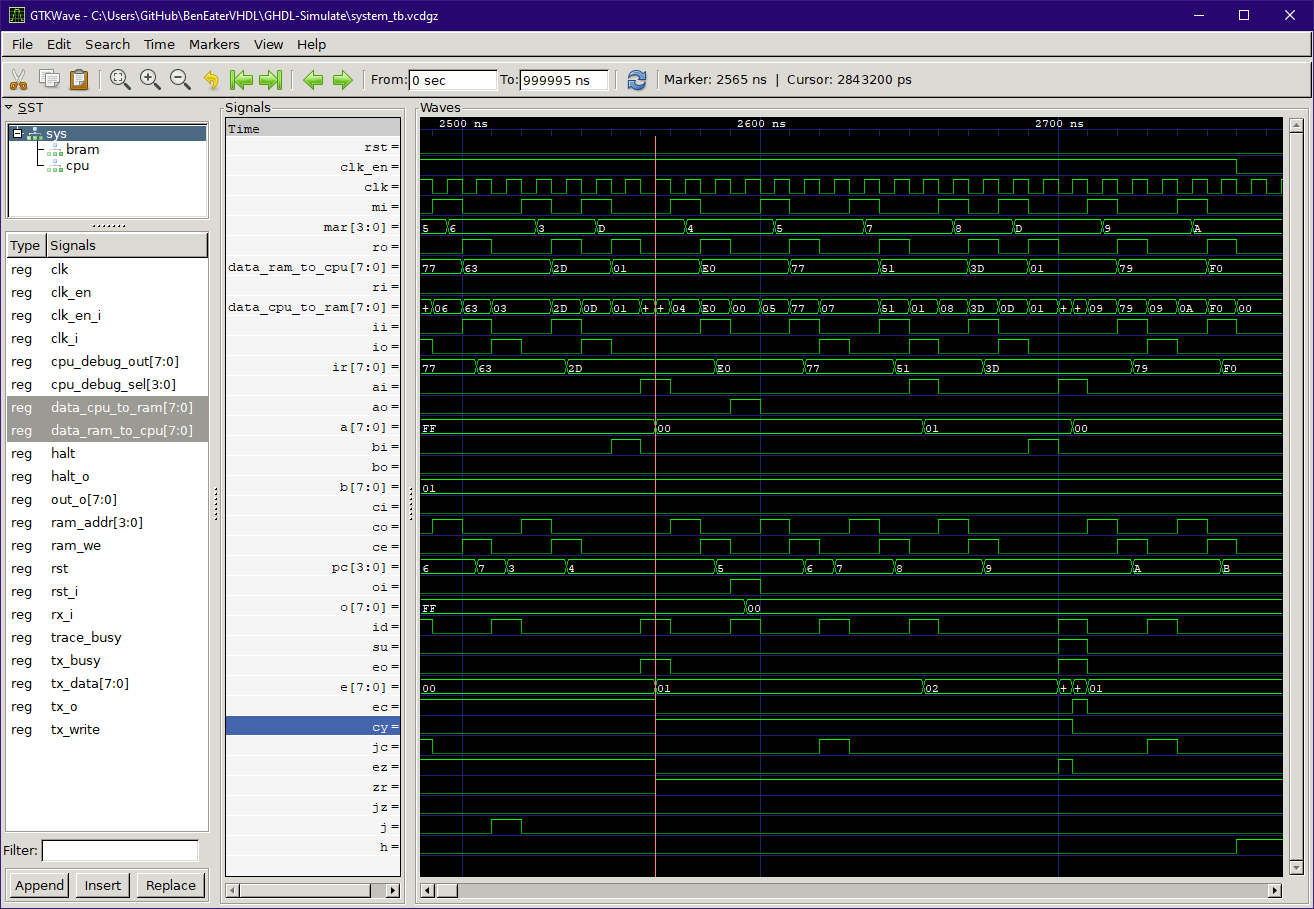 GTKWave - C:\Users\GitHub\BenEaterVHDL\GHDL-Simulate\system_tb.vcdgz
File Edit Search Time Markers View Help
From: 0 sec To: 999995 ns Marker: 2565 ns | Cursor: 2843200 ps
SST
sys
bram
cpu
Type Signals
reg clk
reg clk_en
reg clk_en_i
reg clk_i
reg cpu_debug_out[7:0]
reg cpu_debug_sel[3:0]
reg data_cpu_to_ram[7:0]
reg data_ram_to_cpu[7:0]
reg halt
reg halt_o
reg out_o[7:0]
reg ram_addr[3:0]
reg ram_we
reg rst
reg rst_i
reg rx_i
reg trace_busy
reg tx_busy
reg tx_data[7:0]
reg tx_o
reg tx_write
Filter:
Append Insert Replace
Signals
Time
rst =
clk_en =
clk =
mi =
mar[3:0] =
ro =
data_ram_to_cpu[7:0] =
ri =
data_cpu_to_ram[7:0] =
ii =
io =
ir[7:0] =
ai =
ao =
a[7:0] =
bi =
bo =
b[7:0] =
ci =
co =
ce =
pc[3:0] =
oi =
o[7:0] =
id =
su =
eo =
e[7:0] =
ec =
cy =
jc =
ez =
zr =
jz =
j =
h =
Waves
2500 ns 2600 ns 2700 ns
5 6 3 D 4 5 7 8 D 9 A
77 63 2D 01 E0 77 51 3D 01 79 F0
+ 06 63 03 2D 0D 01 + + 04 E0 00 05 77 07 51 01 08 3D 0D 01 + + 09 79 09 0A F0 00
77 63 2D E0 77 51 3D 79 F0
FF 00 01 00
01
6 7 3 4 5 6 7 8 9 A B
FF 00
00 01 02 + + 01